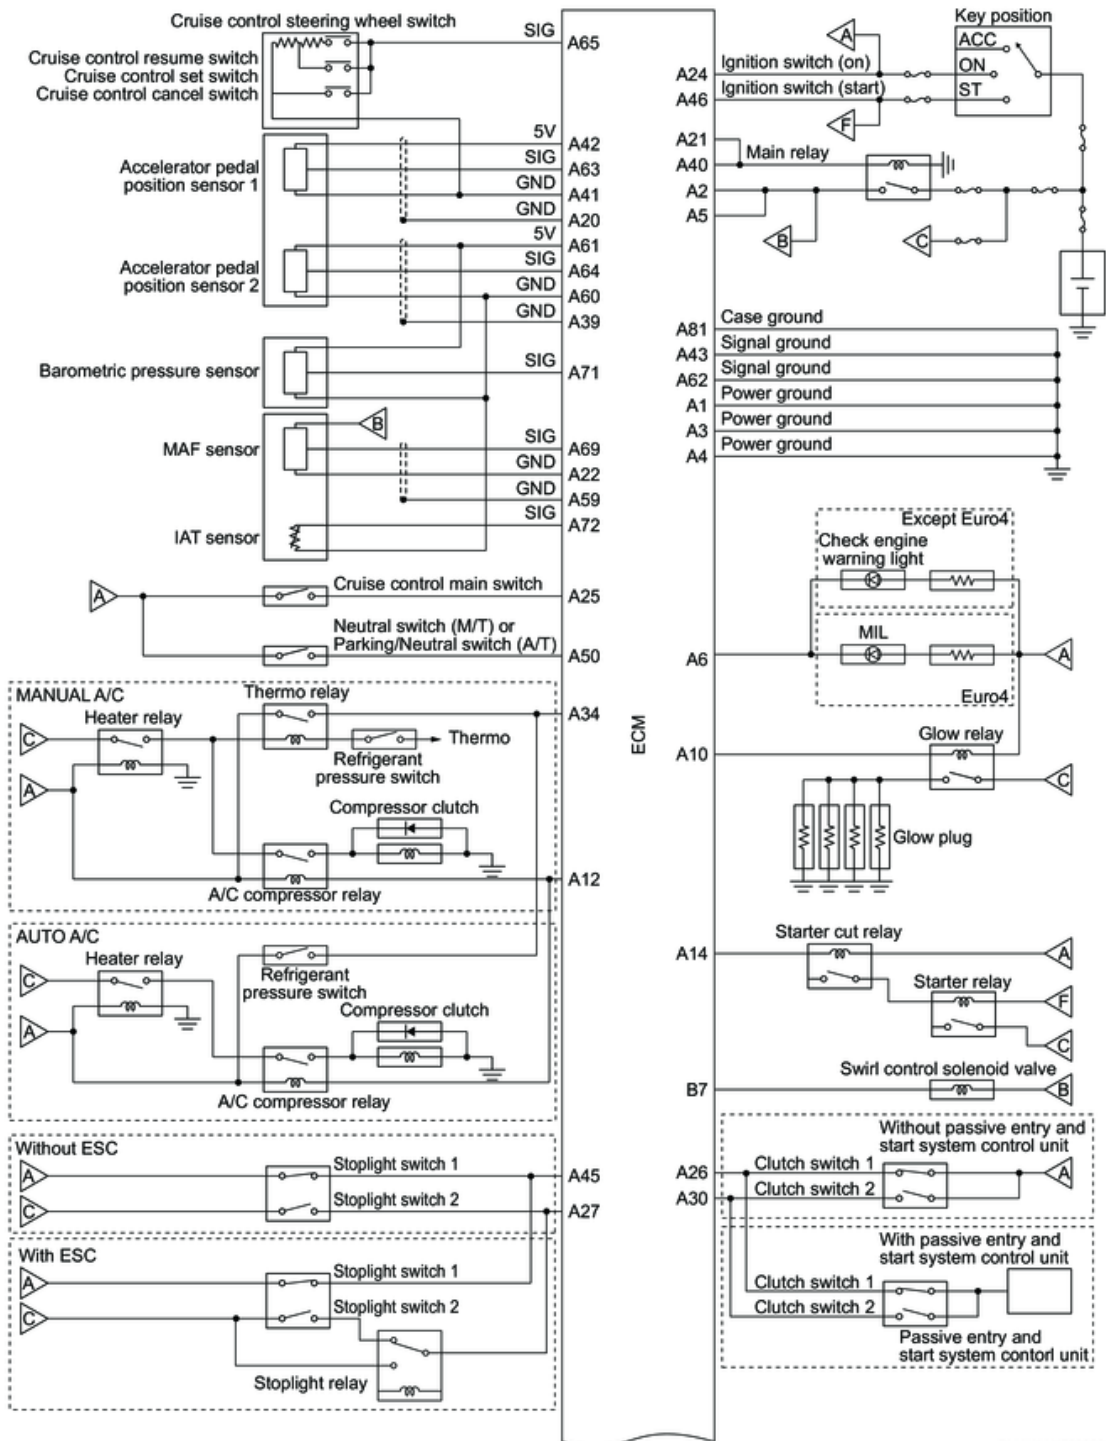 Cruise control steering wheel switch
Cruise control resume switch
Cruise control set switch
Cruise control cancel switch
SIG
A65
Accelerator pedal
position sensor 1
5V
A42
SIG
A63
GND
A41
GND
A20
Accelerator pedal
position sensor 2
5V
A61
SIG
A64
GND
A60
GND
A39
Barometric pressure sensor
SIG
A71
MAF sensor
B
SIG
A69
GND
A22
GND
A59
IAT sensor
SIG
A72
A
Cruise control main switch
A25
Neutral switch (M/T) or
Parking/Neutral switch (A/T)
A50
MANUAL A/C
Thermo relay
Heater relay
A34
C
Thermo
Refrigerant
pressure switch
A
Compressor clutch
A12
A/C compressor relay
AUTO A/C
Heater relay
C
Refrigerant
pressure switch
A
Compressor clutch
A/C compressor relay
Without ESC
Stoplight switch 1
A
A45
Stoplight switch 2
C
A27
With ESC
Stoplight switch 1
A
Stoplight switch 2
C
Stoplight relay
ECM
Key position
ACC
ON
ST
A
A24
Ignition switch (on)
A46
Ignition switch (start)
F
A21
A40
Main relay
A2
A5
B
C
A81
Case ground
A43
Signal ground
A62
Signal ground
A1
Power ground
A3
Power ground
A4
Power ground
Except Euro4
Check engine
warning light
MIL
A6
A
Euro4
Glow relay
A10
C
Glow plug
Starter cut relay
A14
A
Starter relay
F
C
Swirl control solenoid valve
B7
B
Without passive entry and
start system control unit
A26
Clutch switch 1
A
A30
Clutch switch 2
With passive entry and
start system control unit
Clutch switch 1
Clutch switch 2
Passive entry and
start system contorl unit